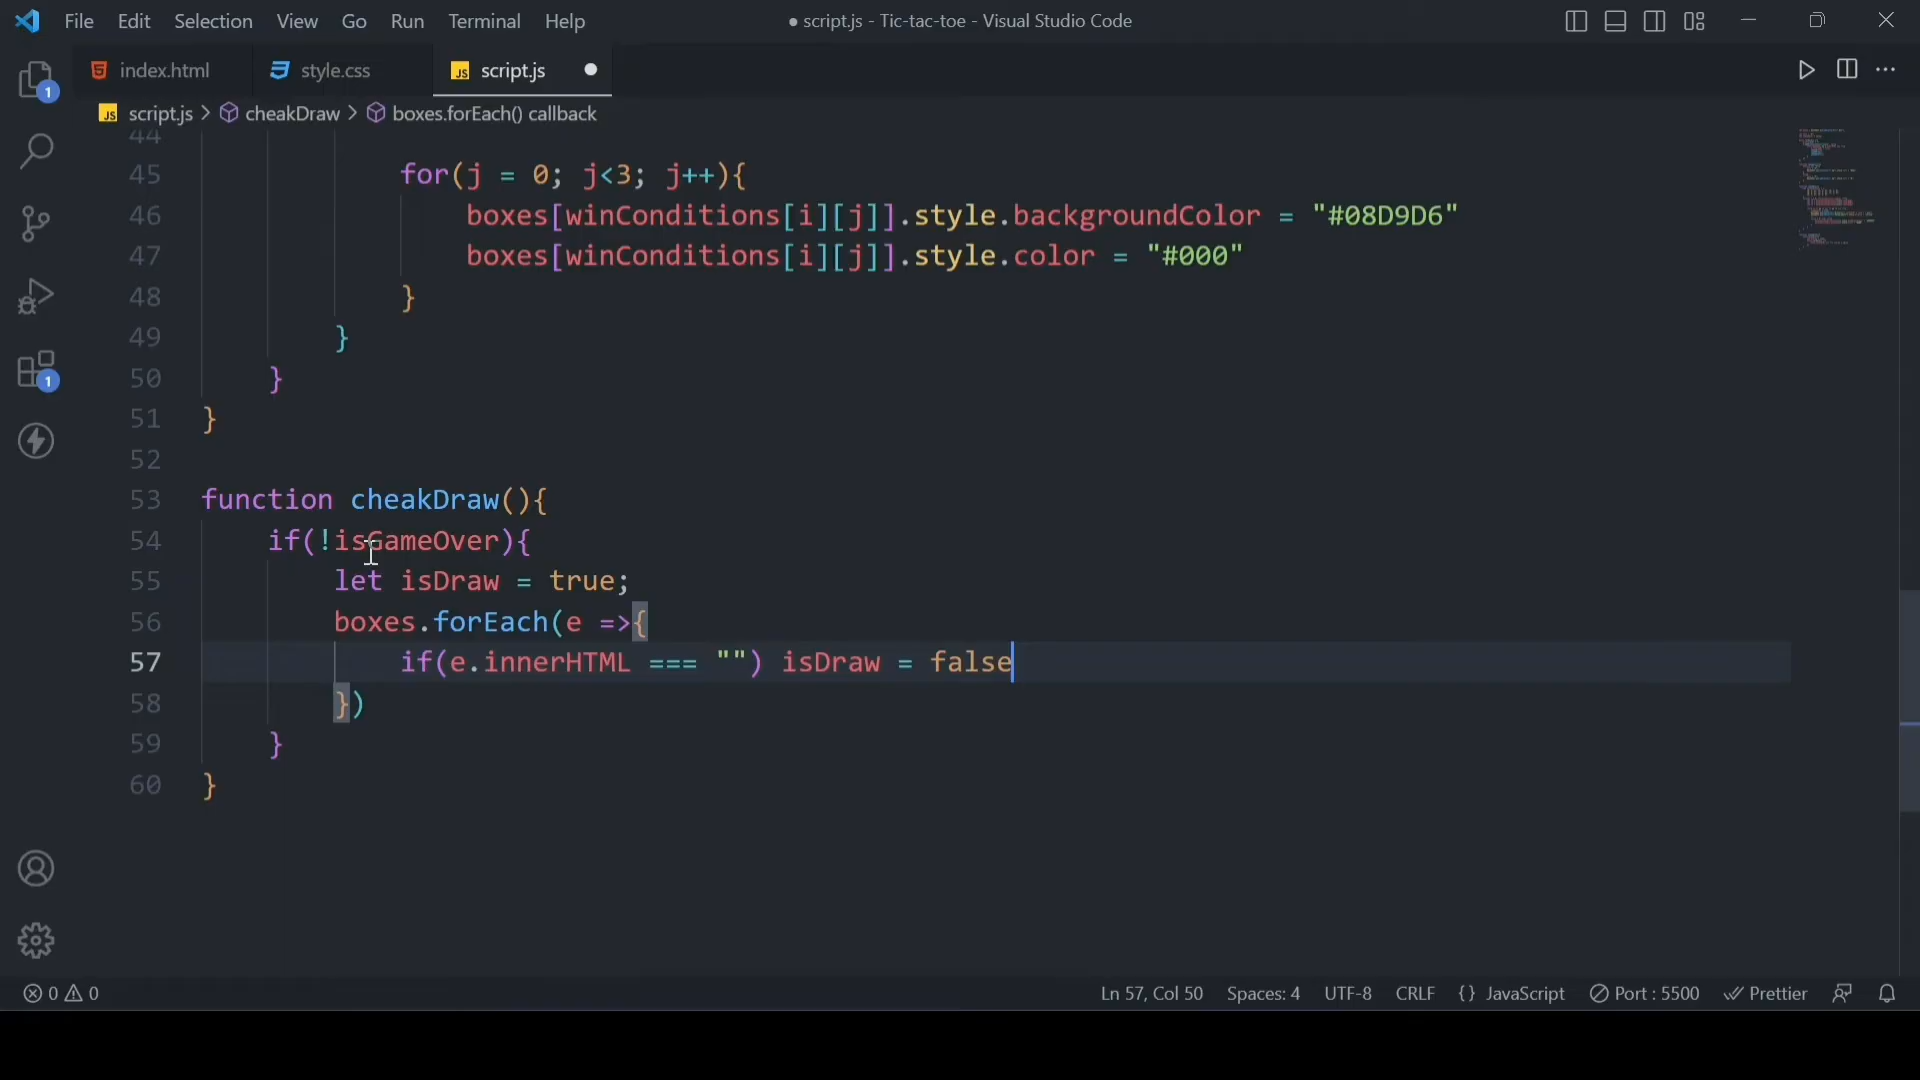 File Edit Selection View Go Run Terminal Help ● script.js - Tic-tac-toe - Visual Studio Code
index.html style.css JS script.js
1
JS script.js > cheakDraw > boxes.forEach() callback
44
45 for(j = 0; j<3; j++){
46 boxes[winConditions[i][j]].style.backgroundColor = "#08D9D6"
47 boxes[winConditions[i][j]].style.color = "#000"
48 }
49 }
1
50 }
51 }
52
53 function cheakDraw(){
54 if(!isGameOver){
55 let isDraw = true;
56 boxes.forEach(e =>{
57 if(e.innerHTML === "") isDraw = false
58 })
59 }
60 }
0 0 Ln 57, Col 50 Spaces: 4 UTF-8 CRLF {} JavaScript Port : 5500 Prettier